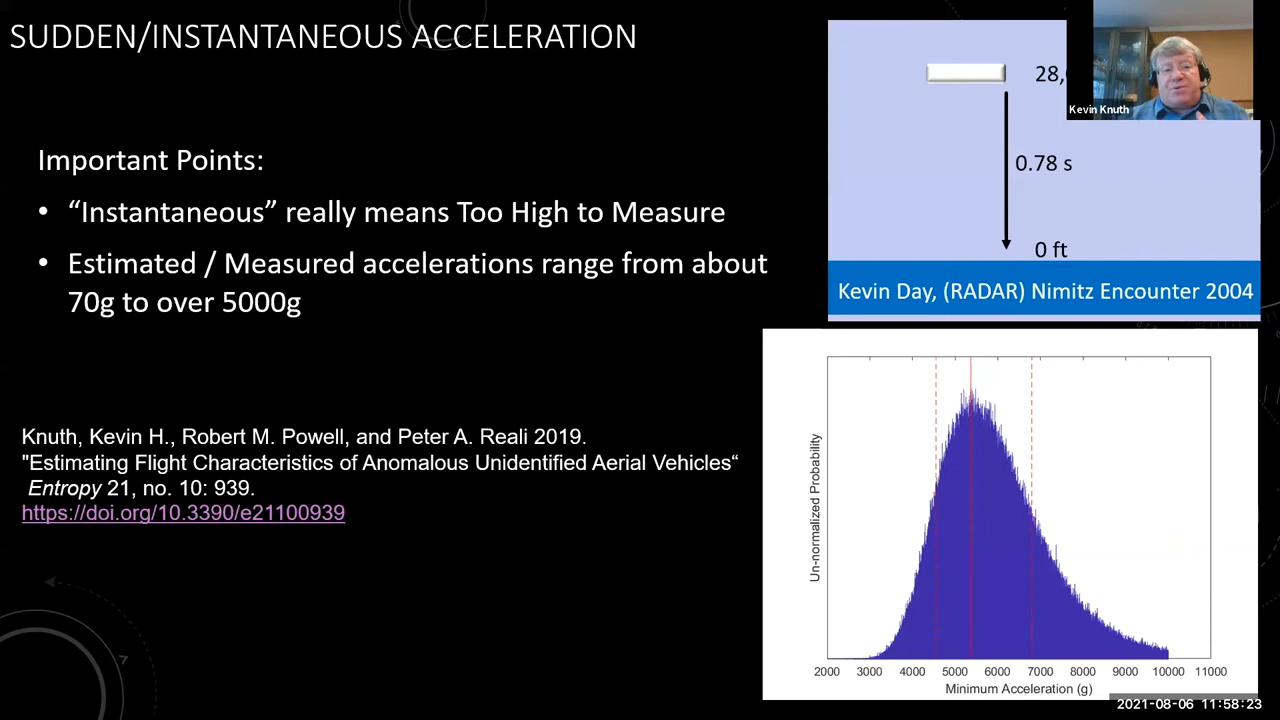 SUDDEN/INSTANTANEOUS ACCELERATION
Important Points:
• “Instantaneous” really means Too High to Measure
• Estimated / Measured accelerations range from about
70g to over 5000g
Knuth, Kevin H., Robert M. Powell, and Peter A. Reali 2019.
"Estimating Flight Characteristics of Anomalous Unidentified Aerial Vehicles“
Entropy 21, no. 10: 939.
https://doi.org/10.3390/e21100939
28,
Kevin Knuth
0.78 s
0 ft
Kevin Day, (RADAR) Nimitz Encounter 2004
Un-normalized Probability
2000 3000 4000 5000 6000 7000 8000 9000 10000 11000
Minimum Acceleration (g)
2021-08-06 11:58:23